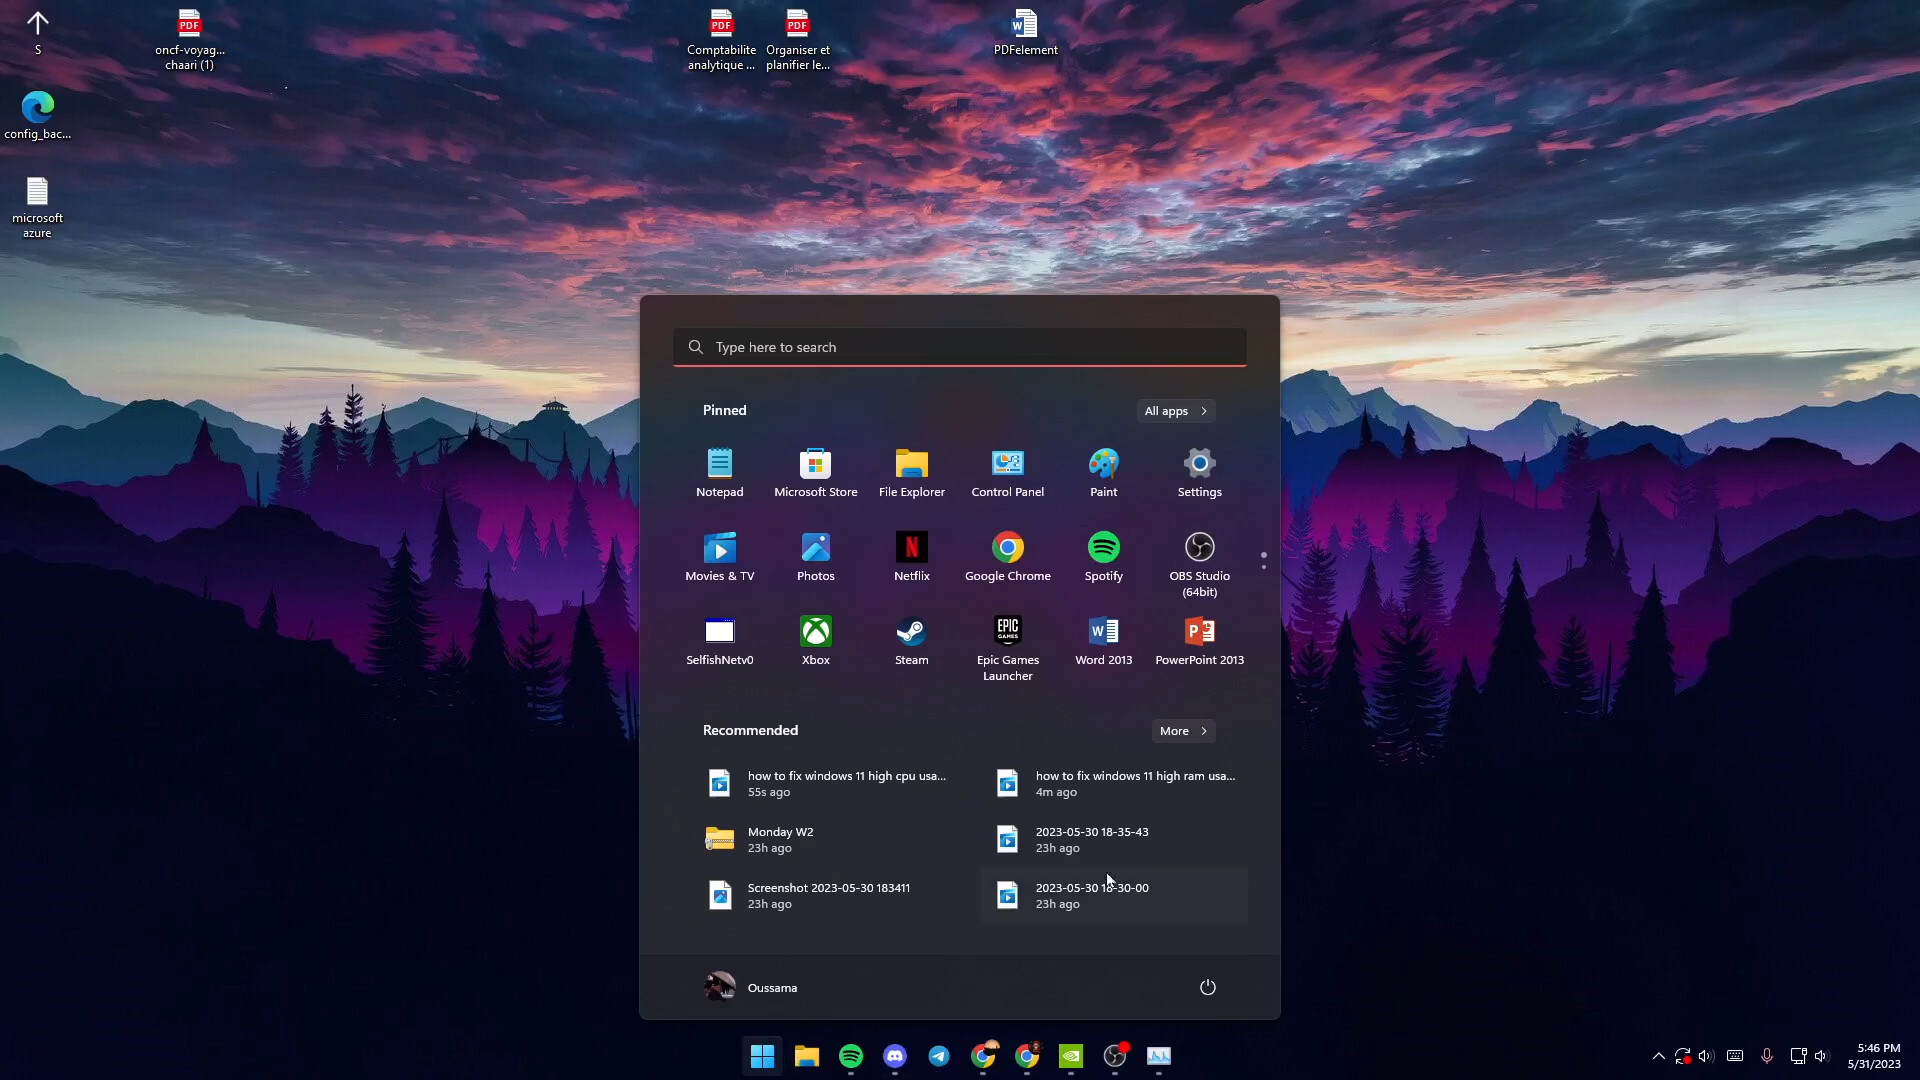 S
oncf-voyag...
chaari (1)
Comptabilite
analytique ...
Organiser et
planifier le...
PDFelement
config_bac...
microsoft
azure
Type here to search
Pinned
All apps
Notepad
Microsoft Store
File Explorer
Control Panel
Paint
Settings
Movies & TV
Photos
Netflix
Google Chrome
Spotify
OBS Studio
(64bit)
SelfishNetv0
Xbox
Steam
Epic Games
Launcher
Word 2013
PowerPoint 2013
Recommended
More
how to fix windows 11 high cpu usa...
55s ago
how to fix windows 11 high ram usa...
4m ago
Monday W2
23h ago
2023-05-30 18-35-43
23h ago
Screenshot 2023-05-30 183411
23h ago
2023-05-30 18-30-00
23h ago
Oussama
5:46 PM
5/31/2023